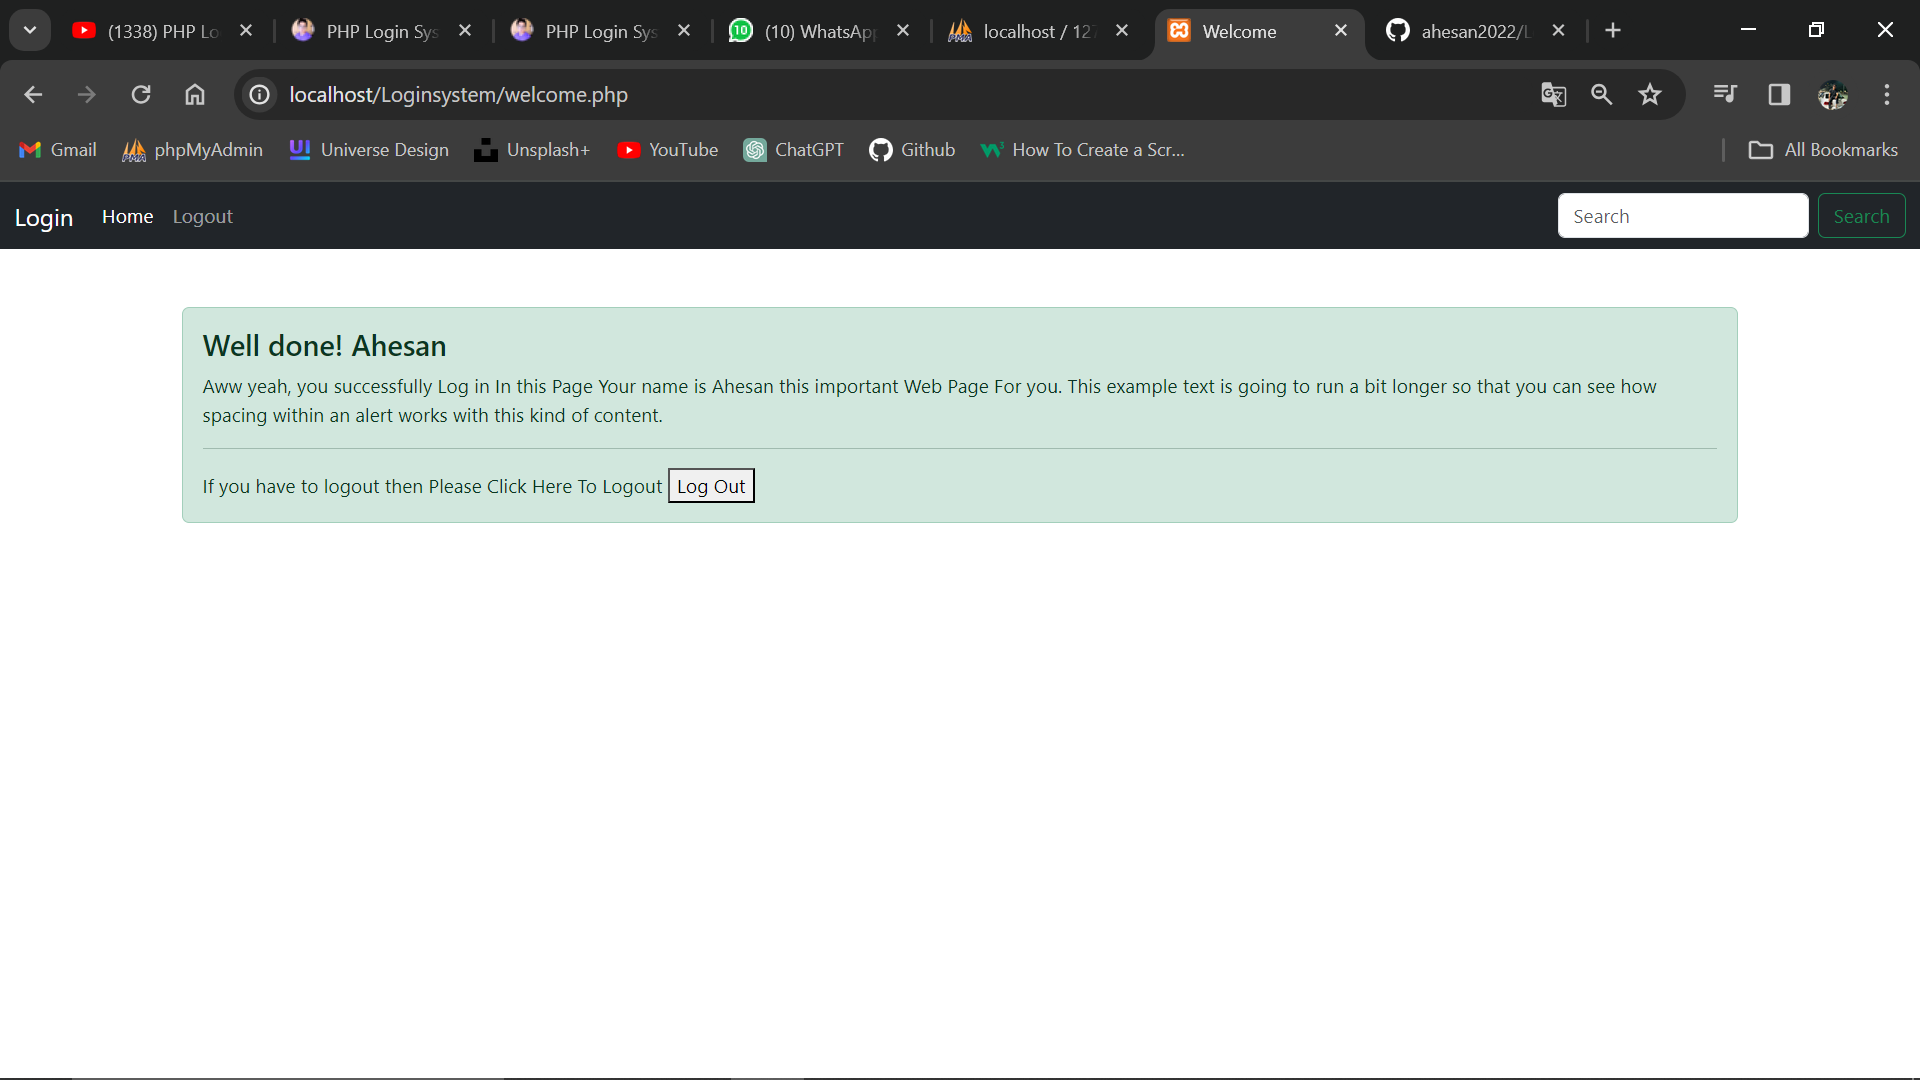 (1338) PHP Lo
PHP Login Sys
PHP Login Sys
10
(10) WhatsApp
localhost / 127
Welcome
ahesan2022/L
localhost/Loginsystem/welcome.php
Gmail
phpMyAdmin
Universe Design
Unsplash+
YouTube
ChatGPT
Github
How To Create a Scr...
All Bookmarks
Login
Home
Logout
Search
Search
Well done! Ahesan
Aww yeah, you successfully Log in In this Page Your name is Ahesan this important Web Page For you. This example text is going to run a bit longer so that you can see how
spacing within an alert works with this kind of content.
If you have to logout then Please Click Here To Logout Log Out